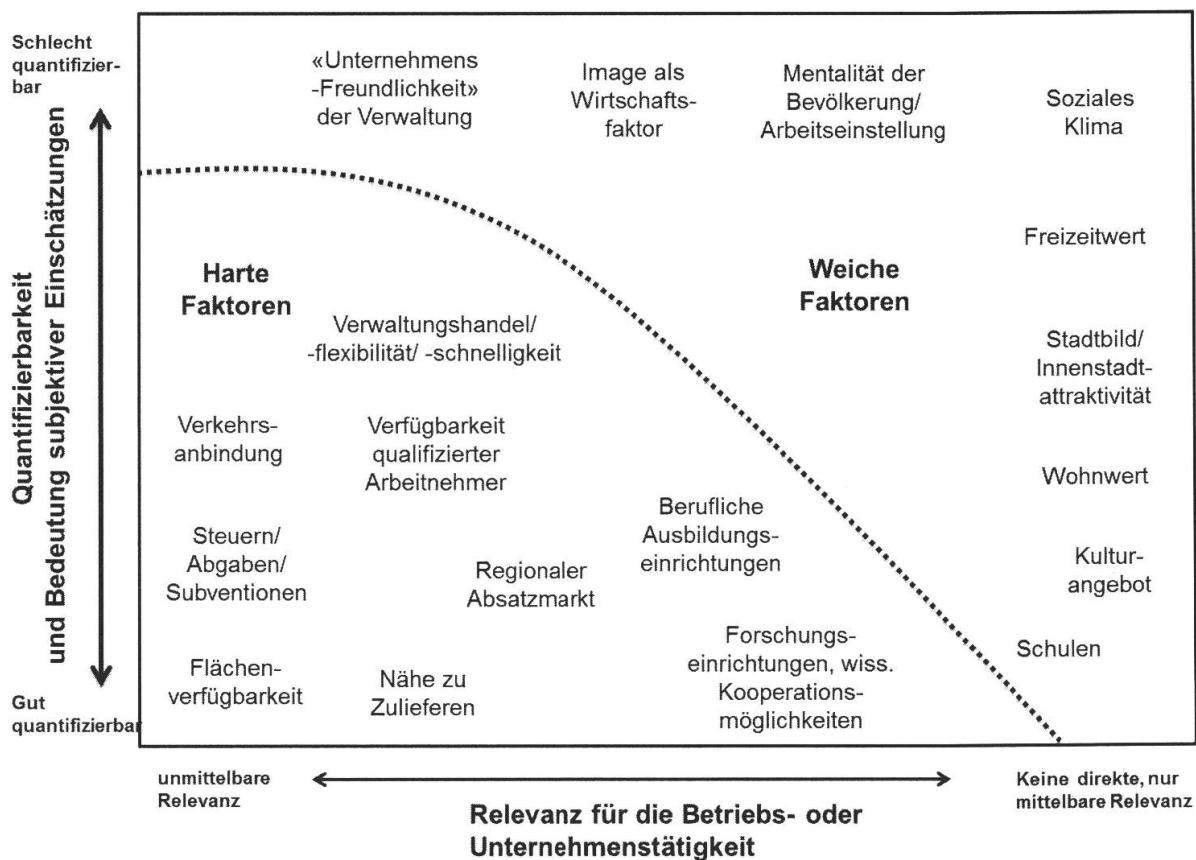 Schlecht
quantifizier-
bar
«Unternehmens
-Freundlichkeit»
der Verwaltung
Image als
Wirtschafts-
faktor
Mentalität der
Bevölkerung/
Arbeitseinstellung
Soziales
Klima
Quantifizierbarkeit
und Bedeutung subjektiver Einschätzungen
Harte
Faktoren
Weiche
Faktoren
Freizeitwert
Verwaltungshandel/
-flexibilität/ -schnelligkeit
Stadtbild/
Innenstadt-
attraktivität
Verkehrs-
anbindung
Verfügbarkeit
qualifizierter
Arbeitnehmer
Wohnwert
Berufliche
Ausbildungs-
einrichtungen
Steuern/
Abgaben/
Subventionen
Regionaler
Absatzmarkt
Kultur-
angebot
Flächen-
verfügbarkeit
Nähe zu
Zulieferen
Forschungs-
einrichtungen, wiss.
Kooperations-
möglichkeiten
Schulen
Gut
quantifizierbar
unmittelbare
Relevanz
Keine direkte, nur
mittelbare Relevanz
Relevanz für die Betriebs- oder
Unternehmenstätigkeit